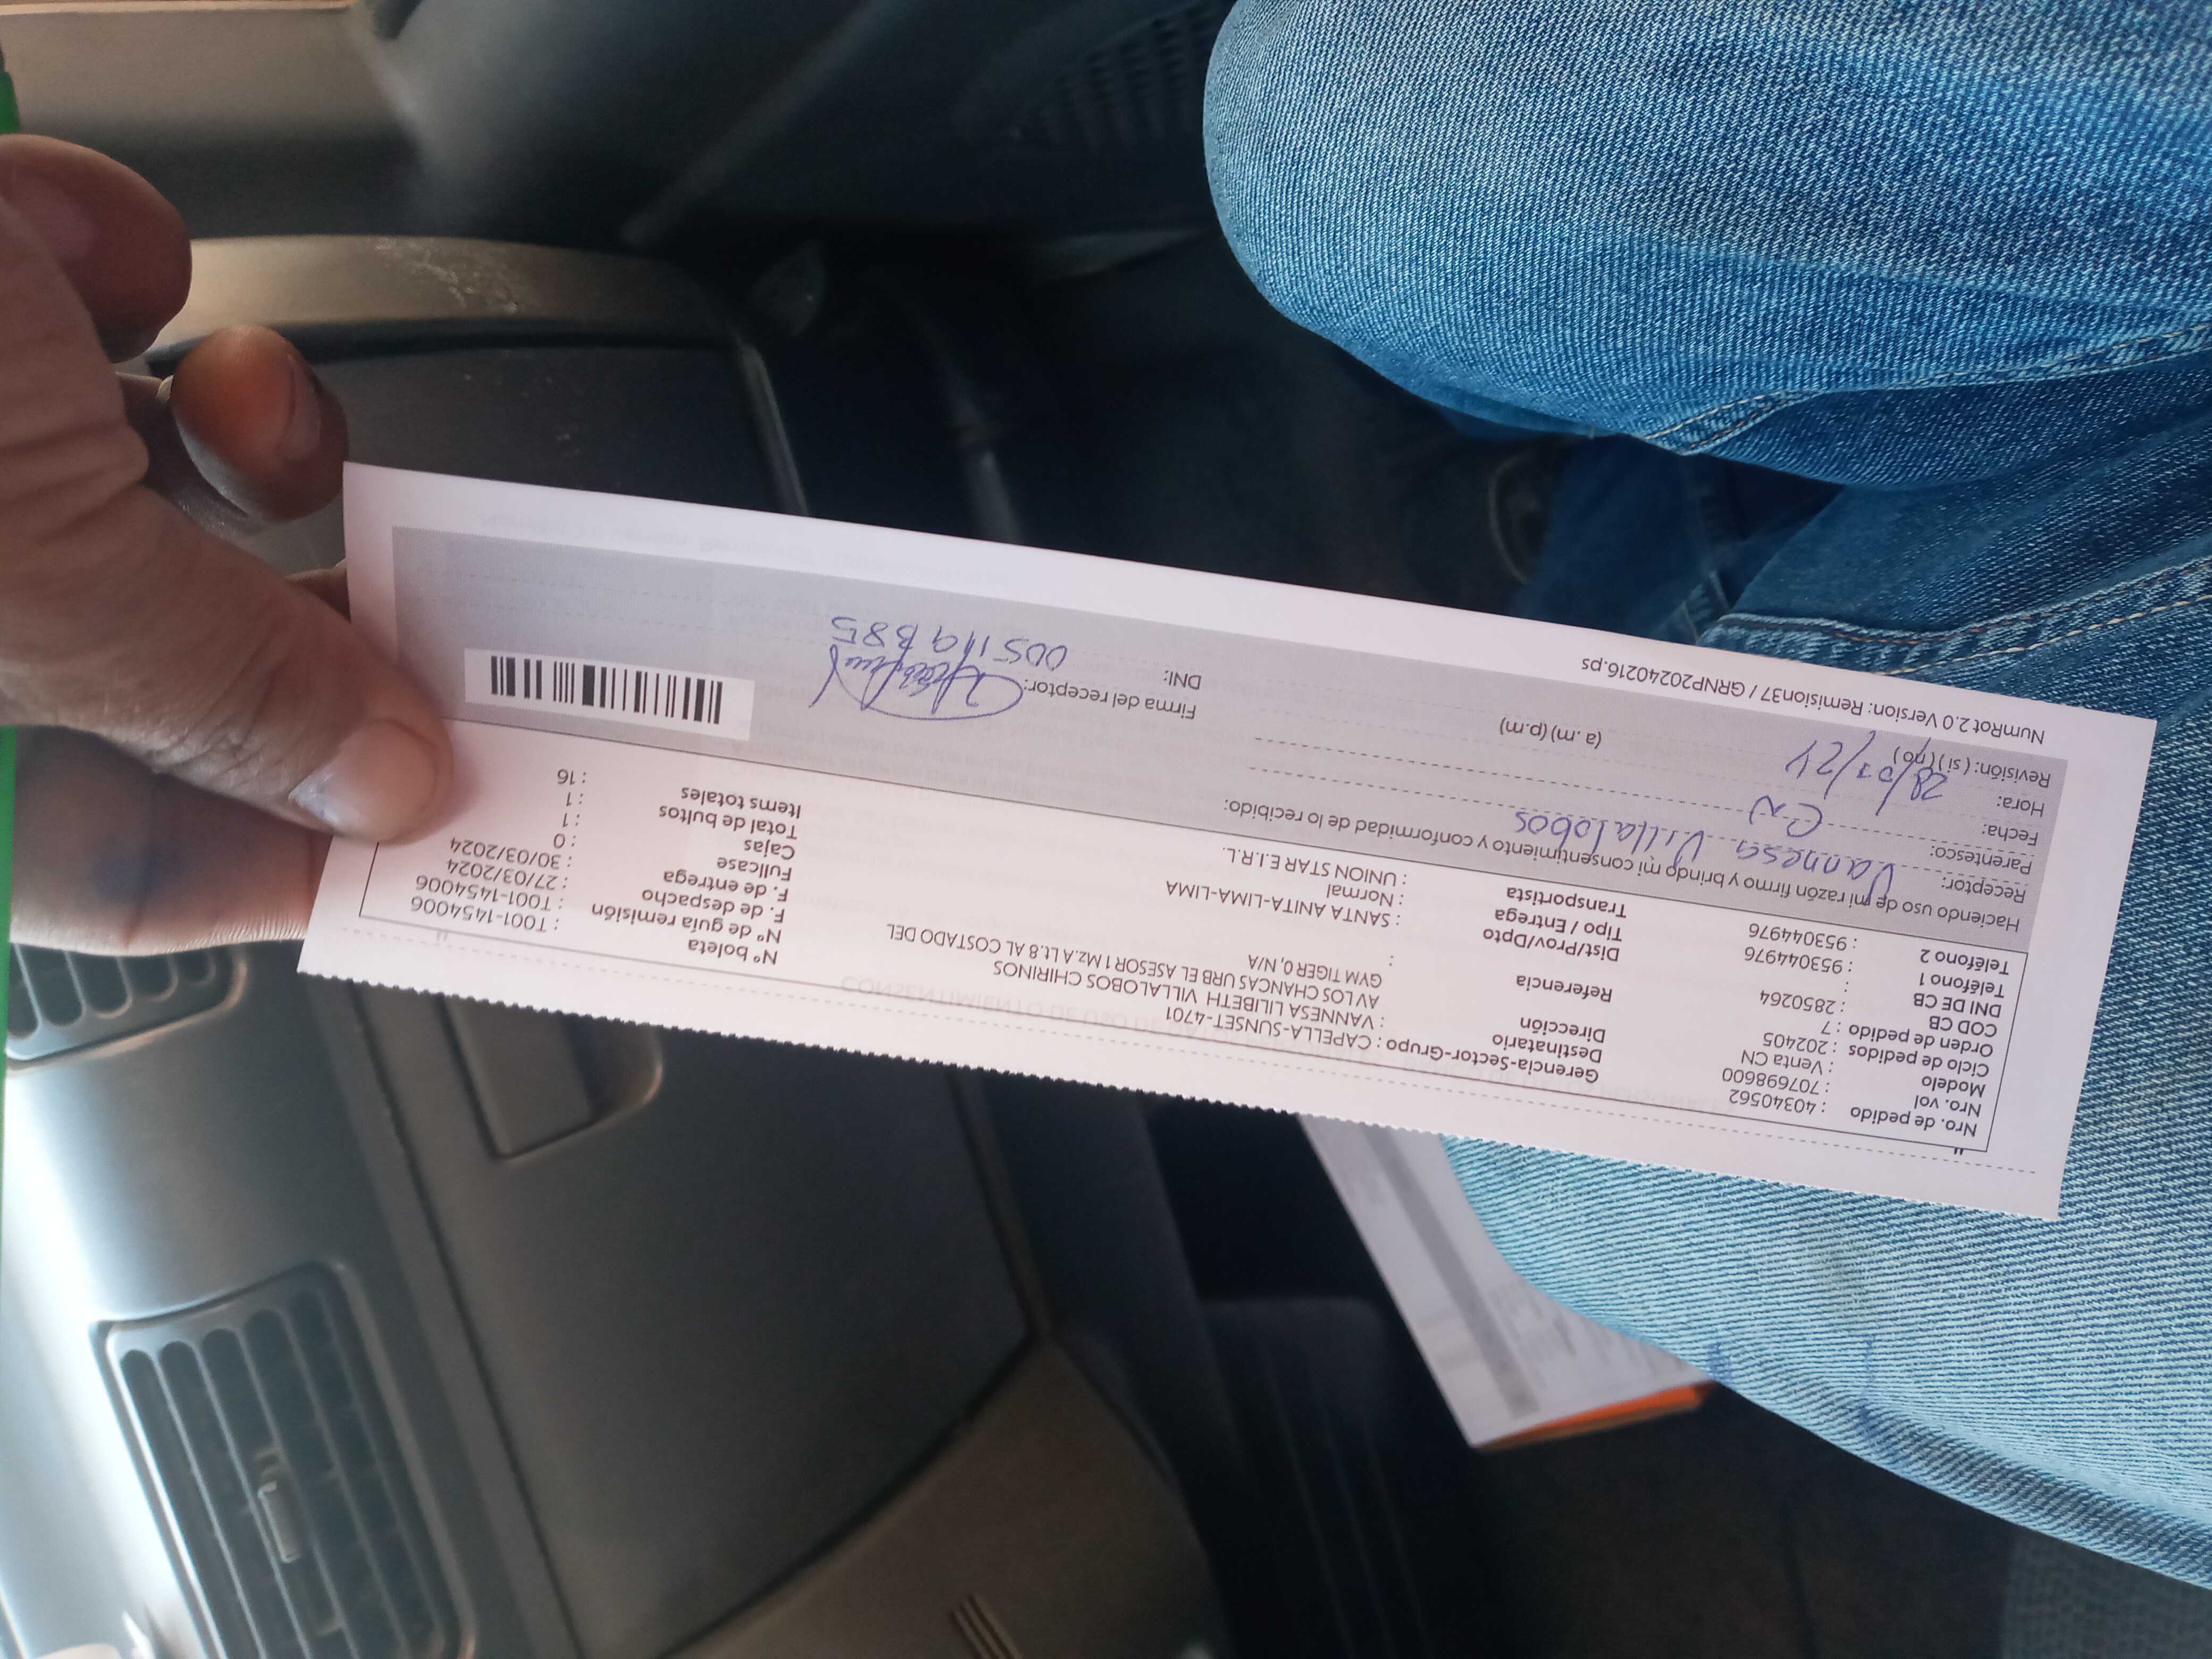 Nro. de pedido : 40340562
Nro. vol : 707698600
Modelo : Venta CN
Ciclo de pedidos : 202405
Orden de pedido : 7
COD CB : 2850264
DNI DE CB :
Teléfono 1 : 953044976
Teléfono 2 : 953044976
Gerencia-Sector-Grupo : CAPELLA-SUNSET-4701
Destinatario : VANNESA LILIBETH VILLALOBOS CHIRINOS
Dirección AV LOS CHANCAS URB EL ASESOR 1 Mz. A Lt. 8 AL COSTADO DEL
GYM TIGER 0, N/A
Referencia :
Dist/Prov/Dpto : SANTA ANITA-LIMA-LIMA
Tipo / Entrega : Normal
Transportista : UNION STAR E.I.R.L.
Nº boleta : T001-1454006
Nº de guía remisión : T001-1454006
F. de despacho : 27/03/2024
F. de entrega : 30/03/2024
Fullcase : 0
Cajas : 1
Total de bultos : 1
Items totales : 16
Haciendo uso de mi razón firmo y brindo mi consentimiento y conformidad de lo recibido:
Receptor: Vannesa Villalobos
Parentesco:
Fecha: 28/03/24
Hora: (a.m) (p.m)
Revisión: ( si ) ( no )
Firma del receptor:
DNI:
NumRot 2.0 Version: Remision37 / GRNP20240216.ps